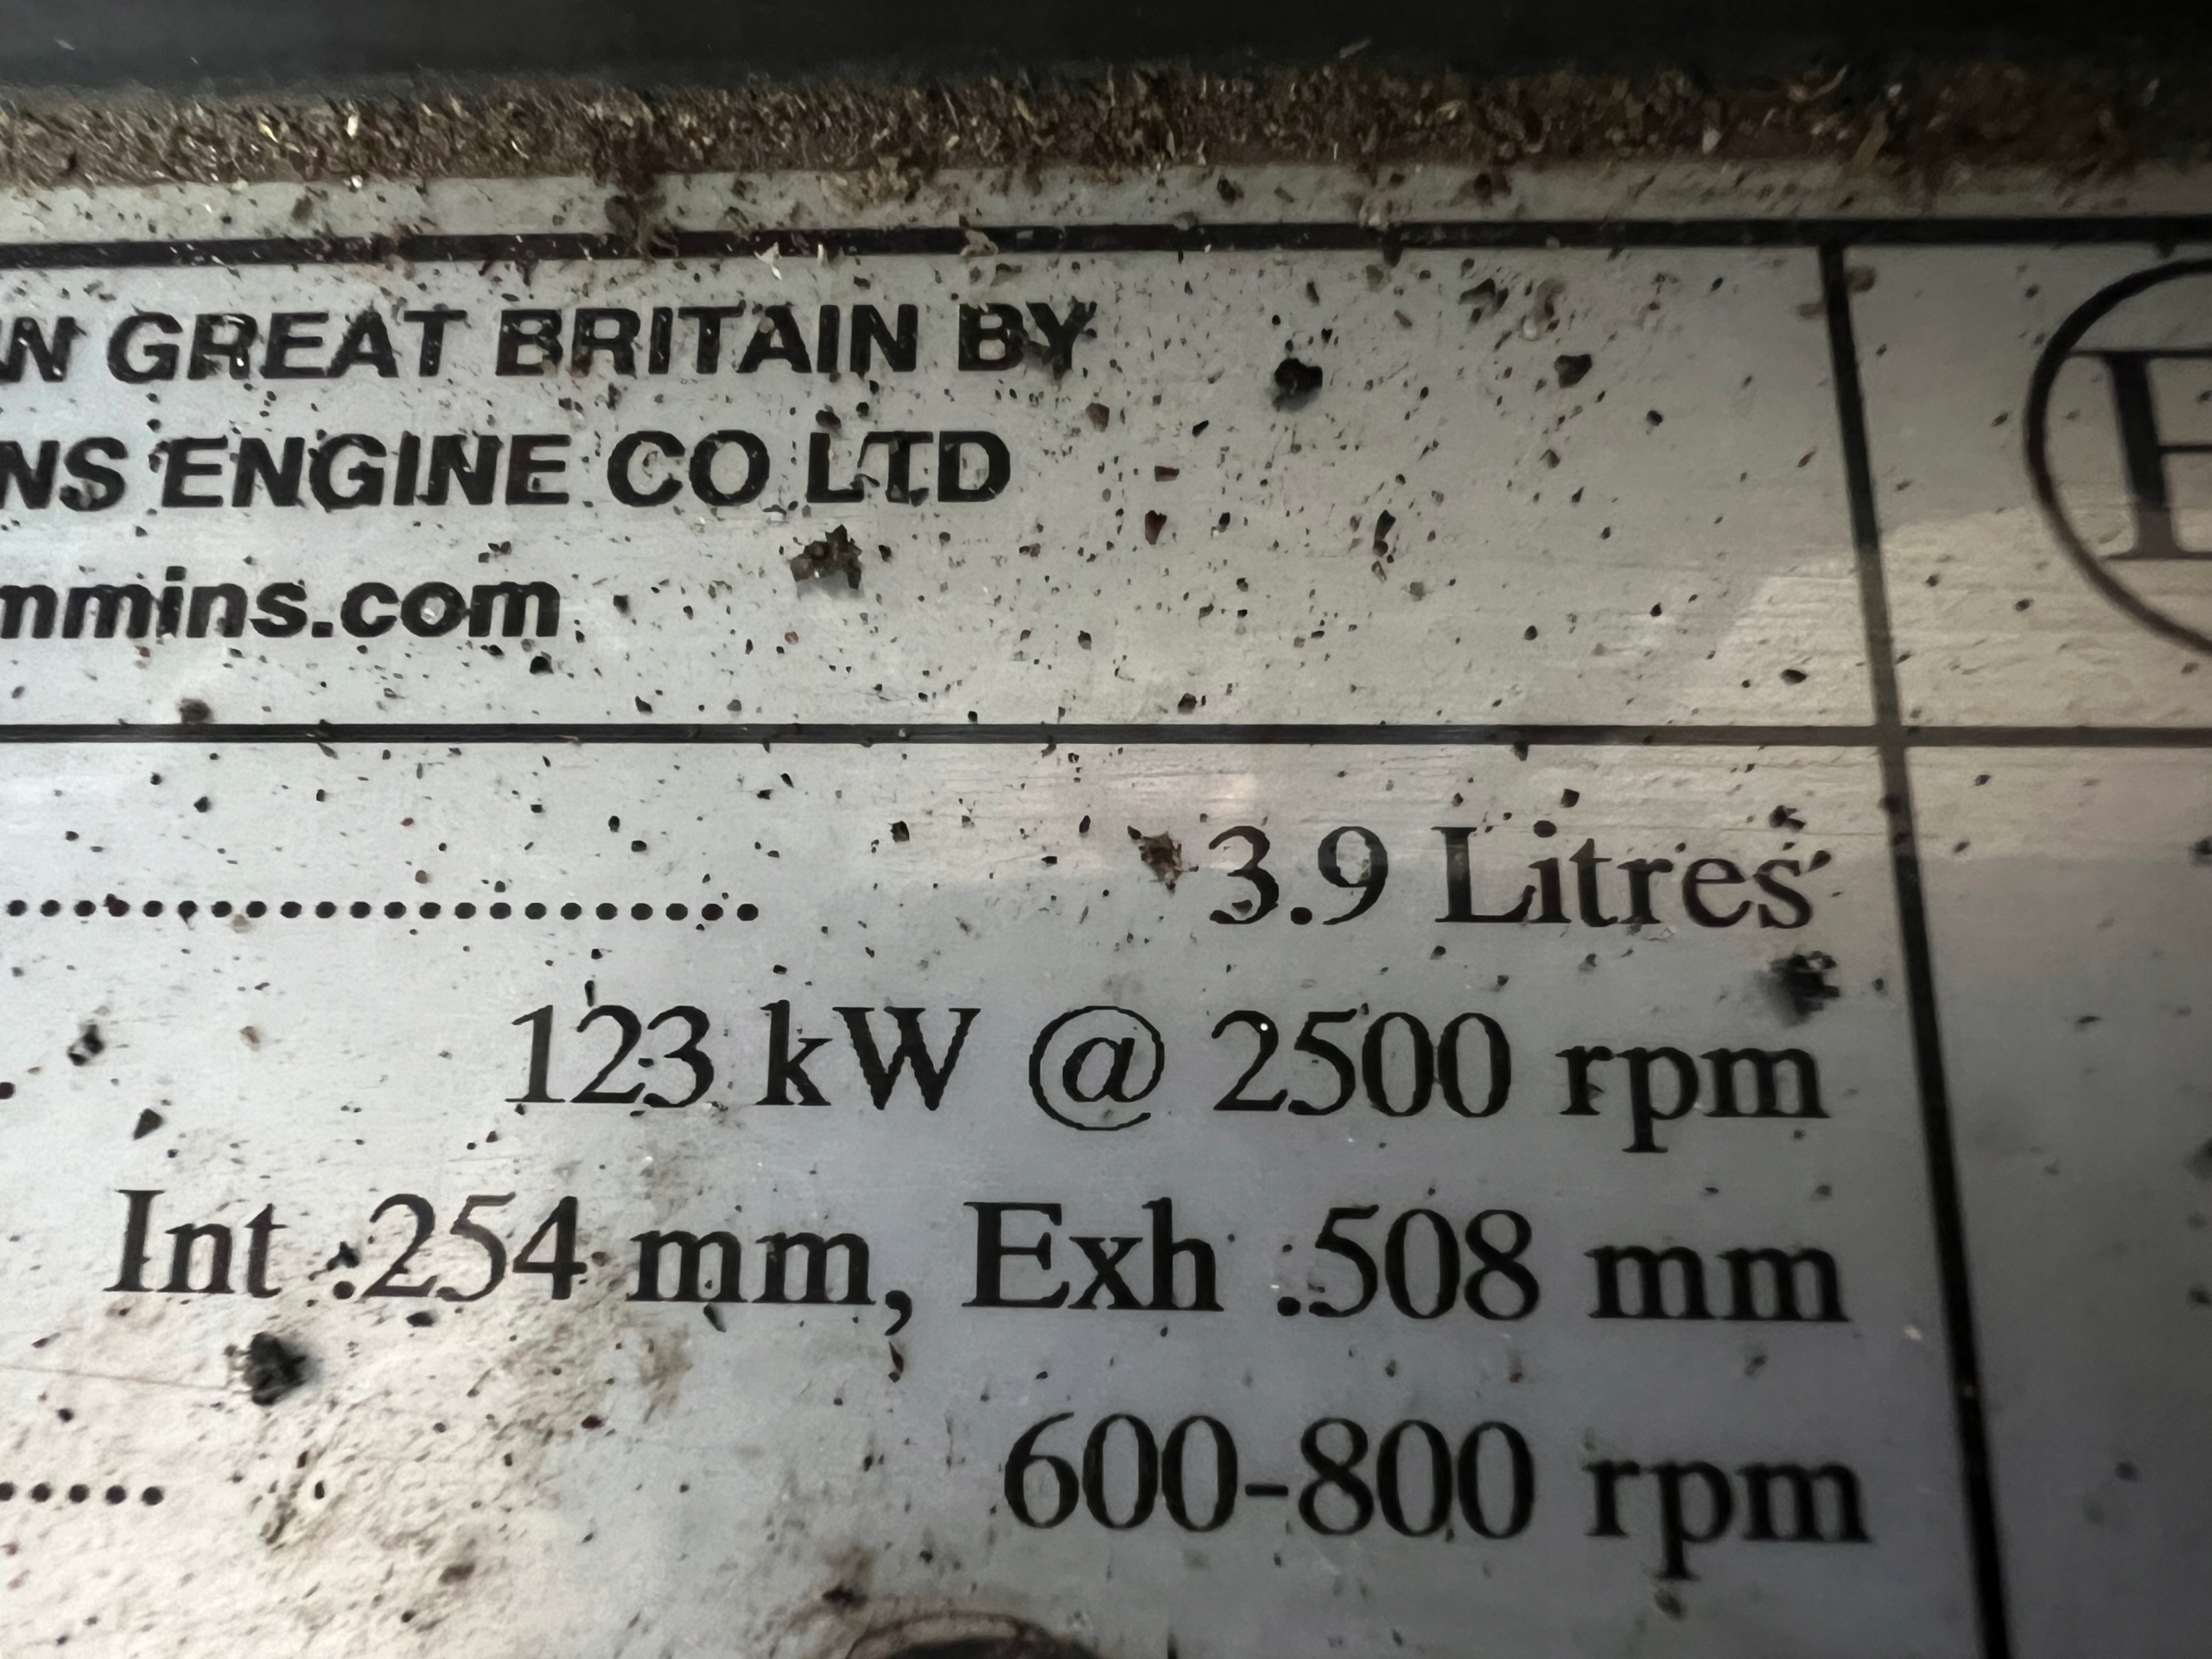 GREAT BRITAIN BY
NS ENGINE CO LTD
mmins.com
E
.................... 3.9 Litres
123 kW @ 2500 rpm
Int .254 mm, Exh .508 mm
..... 600-800 rpm